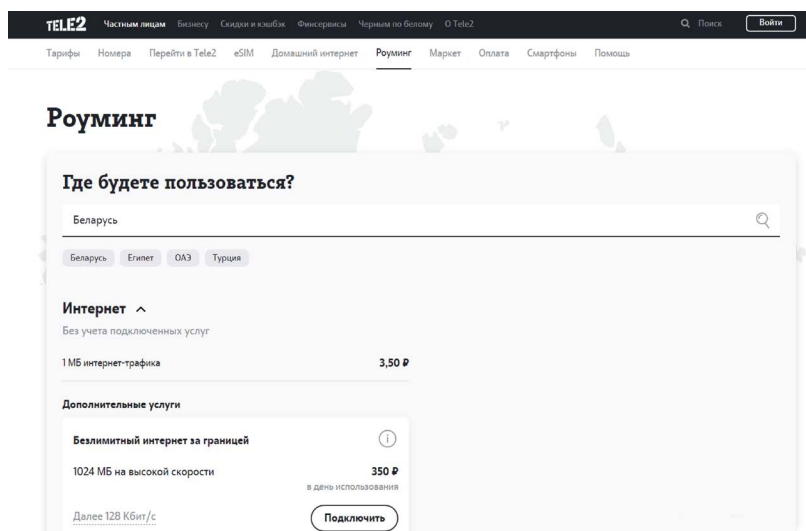 TELE2 Частным лицам Бизнесу Скидки и кэшбэк Финсервисы Черным по белому О Tele2 Поиск Войти
Тарифы Номера Перейти в Tele2 eSIM Домашний интернет Роуминг Маркет Оплата Смартфоны Помощь
Роуминг
Где будете пользоваться?
Беларусь
Беларусь Египет ОАЭ Турция
Интернет
Без учета подключенных услуг
1 МБ интернет-трафика 3,50 ₽
Дополнительные услуги
Безлимитный интернет за границей
1024 МБ на высокой скорости 350 ₽
в день использования
Далее 128 Кбит/с Подключить